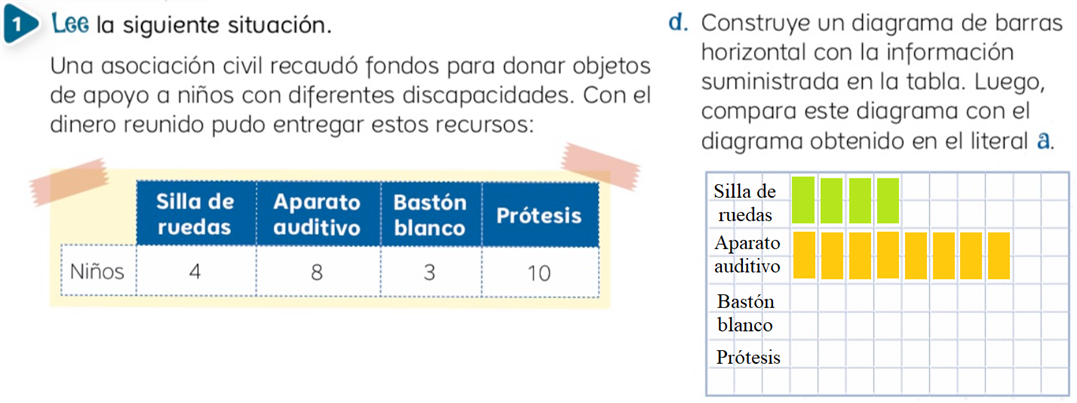 1 Lee la siguiente situación.
Una asociación civil recaudó fondos para donar objetos
de apoyo a niños con diferentes discapacidades. Con el
dinero reunido pudo entregar estos recursos:
Silla de ruedas Aparato auditivo Bastón blanco Prótesis
Niños 4 8 3 10
d. Construye un diagrama de barras
horizontal con la información
suministrada en la tabla. Luego,
compara este diagrama con el
diagrama obtenido en el literal a.
Silla de
ruedas
Aparato
auditivo
Bastón
blanco
Prótesis